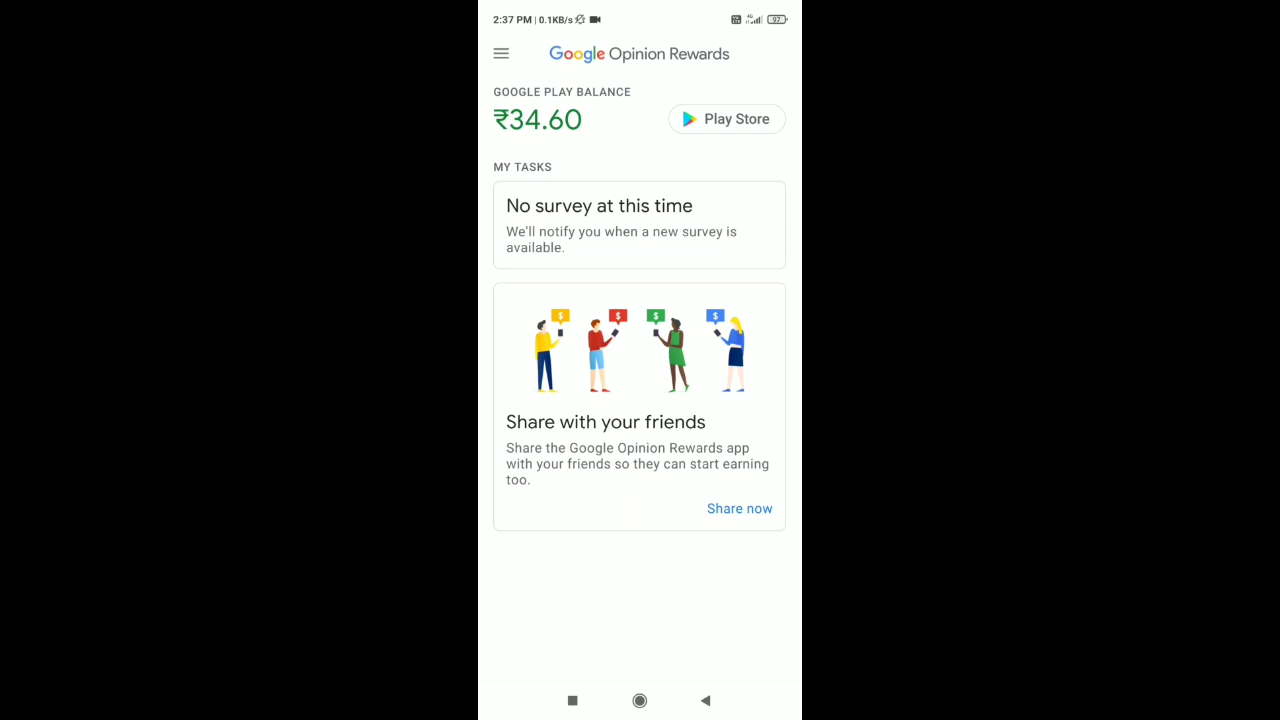 2:37 PM | 0.1KB/s
4G
97
Google Opinion Rewards
GOOGLE PLAY BALANCE
₹34.60
Play Store
MY TASKS
No survey at this time
We'll notify you when a new survey is
available.
$ $ $ $
Share with your friends
Share the Google Opinion Rewards app
with your friends so they can start earning
too.
Share now